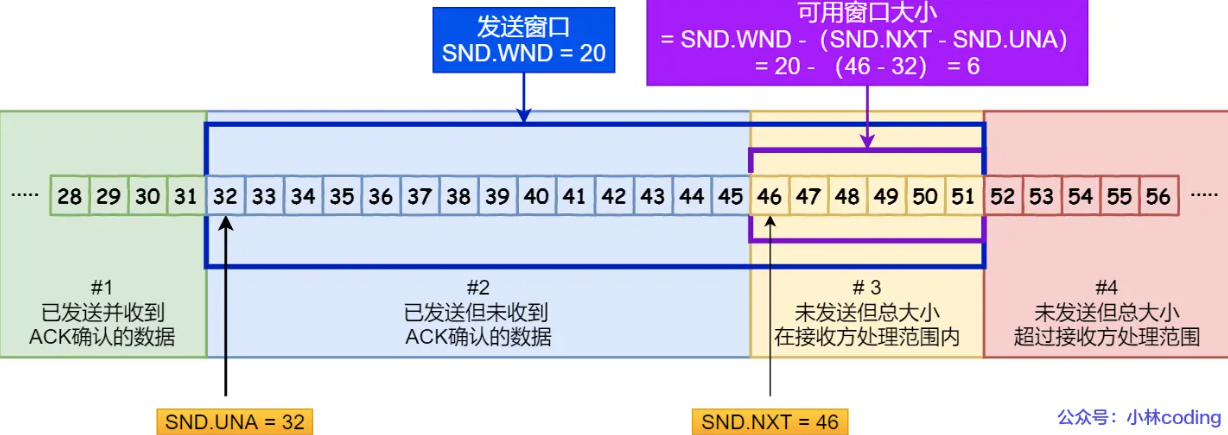 发送窗口
SND.WND = 20
可用窗口大小
= SND.WND -（SND.NXT - SND.UNA）
= 20 -（46 - 32） = 6
..... 28 29 30 31 32 33 34 35 36 37 38 39 40 41 42 43 44 45 46 47 48 49 50 51 52 53 54 55 56 .....
#1
已发送并收到
ACK确认的数据
#2
已发送但未收到
ACK确认的数据
# 3
未发送但总大小
在接收方处理范围内
#4
未发送但总大小
超过接收方处理范围
SND.UNA = 32
SND.NXT = 46
公众号：小林coding